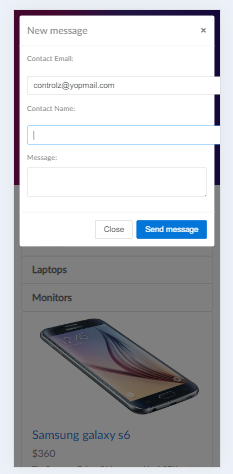 New message
×
Contact Email:
controlz@yopmail.com
Contact Name:
Message:
Close
Send message
Laptops
Monitors
Samsung galaxy s6
$360